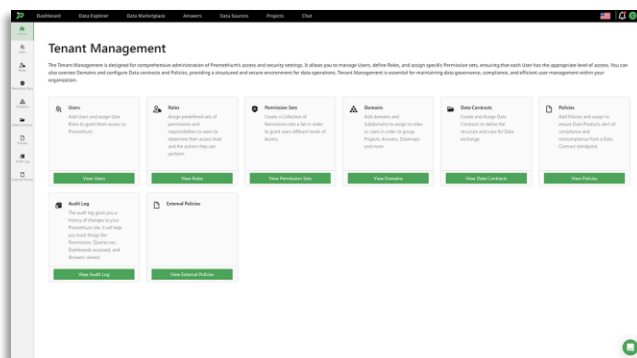 Dashboard Data Explorer Data Marketplace Answers Data Sources Projects Chat
Tenant Management
The Tenant Management is designed for comprehensive administration of Promethium's access and security settings. It allows you to manage Users, define Roles, and assign specific Permission sets, ensuring that each User has the appropriate level of access. You can
also oversee Domains and configure Data contracts and Policies, providing a structured and secure environment for data operations. Tenant Management is essential for maintaining data governance, compliance, and efficient user management within your
organization.
Users
Add Users and assign User
Roles to grant them access to
Promethium.
View Users
Roles
Assign predefined sets of
permissions and
responsibilities to users to
determine their access level
and the actions they can
perform.
View Roles
Permission Sets
Create a Collection of
Permissions into a Set in order
to grant users different levels of
Access.
View Permission Sets
Domains
Add domains and
Subdomains to assign to roles
or users in order to group
Projects, Answers, Datamaps
and more.
View Domains
Data Contracts
Create and Assign Data
Contracts to define the
structure and rules for Data
exchange.
View Data Contracts
Policies
Add Policies and assign to
ensure Data Products alert of
compliance and
noncompliance from a Data
Contract standpoint.
View Policies
Audit Log
The audit log gives you a
history of changes to your
Promethium site. It will help
you track things like
Permissions, Queries ran,
Dashboards accessed, and
Answers viewed.
View Audit Log
External Policies
View External Policies